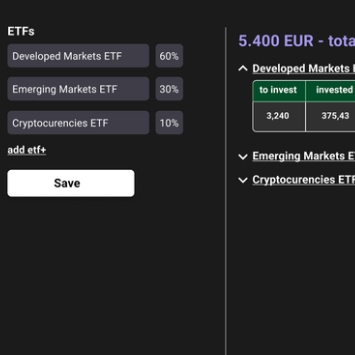 ETFs
Developed Markets ETF 60%
Emerging Markets ETF 30%
Cryptocurencies ETF 10%
add etf+
Save
5.400 EUR - tota
Developed Markets
to invest invested
3,240 375,43
Emerging Markets E
Cryptocurencies ETF